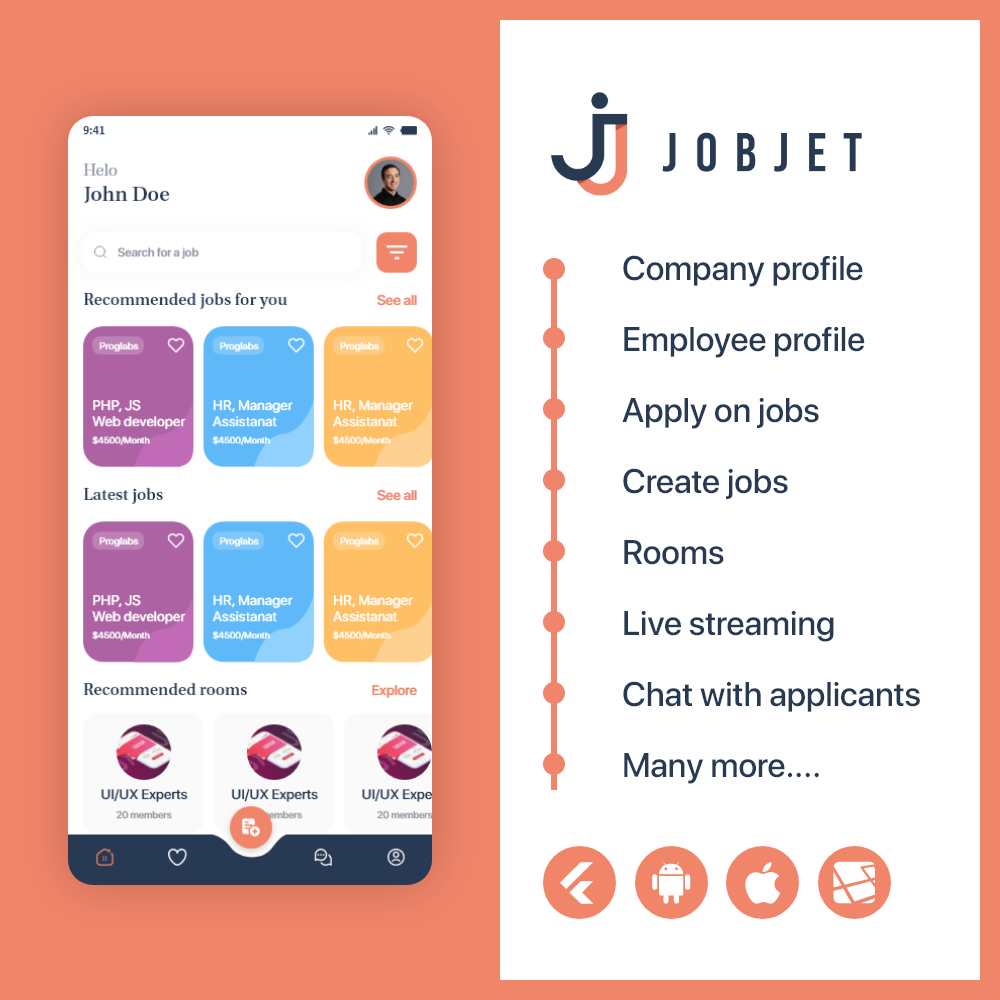 9:41
Helo
John Doe
Search for a job
Recommended jobs for you
See all
Proglabs
PHP, JS
Web developer
$4500/Month
Proglabs
HR, Manager
Assistanat
$4500/Month
Proglabs
HR, Manager
Assistanat
$4500/Month
Latest jobs
See all
Proglabs
PHP, JS
Web developer
$4500/Month
Proglabs
HR, Manager
Assistanat
$4500/Month
Proglabs
HR, Manager
Assistanat
$4500/Month
Recommended rooms
Explore
UI/UX Experts
20 members
UI/UX Experts
members
UI/UX Expe
20 members
JOBJET
Company profile
Employee profile
Apply on jobs
Create jobs
Rooms
Live streaming
Chat with applicants
Many more....